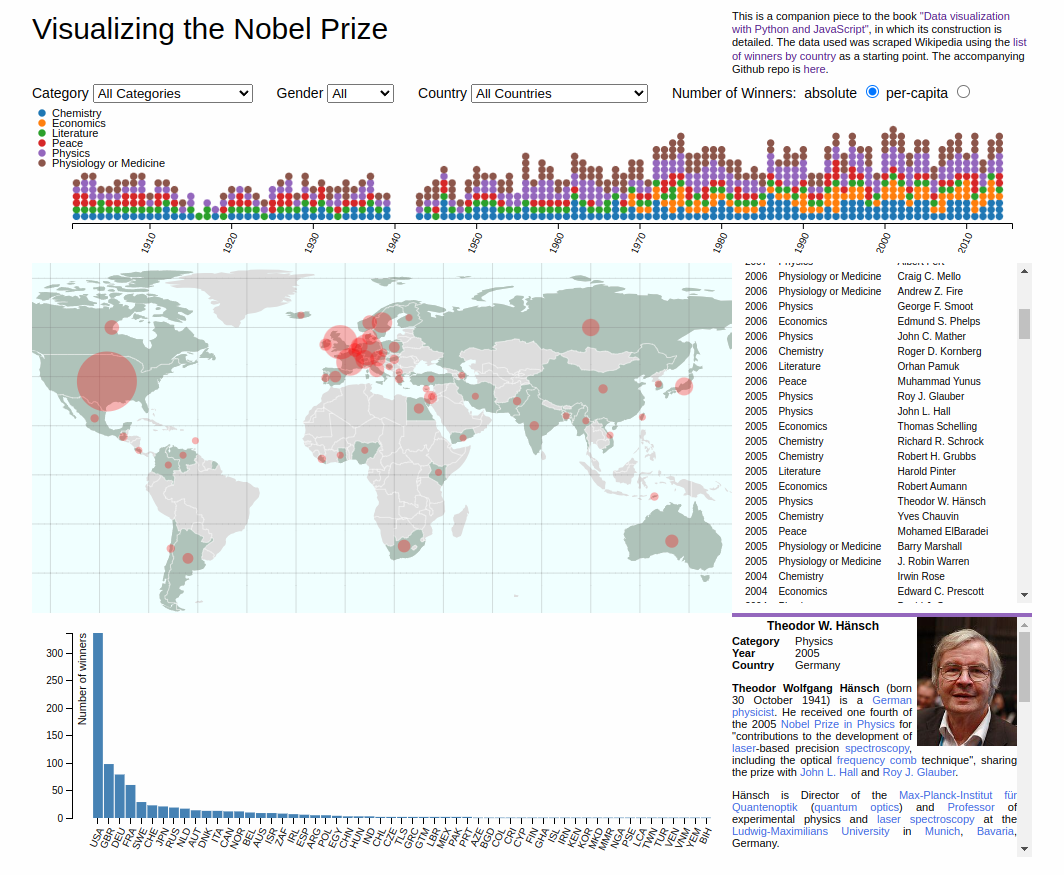 Visualizing the Nobel Prize
This is a companion piece to the book "Data visualization
with Python and JavaScript", in which its construction is
detailed. The data used was scraped Wikipedia using the list
of winners by country as a starting point. The accompanying
Github repo is here.
Category All Categories Gender All Country All Countries Number of Winners: absolute per-capita
Chemistry
Economics
Literature
Peace
Physics
Physiology or Medicine
1910 1920 1930 1940 1950 1960 1970 1980 1990 2000 2010
2007 Physics Albert Fert
2006 Physiology or Medicine Craig C. Mello
2006 Physiology or Medicine Andrew Z. Fire
2006 Physics George F. Smoot
2006 Economics Edmund S. Phelps
2006 Physics John C. Mather
2006 Chemistry Roger D. Kornberg
2006 Literature Orhan Pamuk
2006 Peace Muhammad Yunus
2005 Physics Roy J. Glauber
2005 Physics John L. Hall
2005 Economics Thomas Schelling
2005 Chemistry Richard R. Schrock
2005 Chemistry Robert H. Grubbs
2005 Literature Harold Pinter
2005 Economics Robert Aumann
2005 Physics Theodor W. Hänsch
2005 Chemistry Yves Chauvin
2005 Peace Mohamed ElBaradei
2005 Physiology or Medicine Barry Marshall
2005 Physiology or Medicine J. Robin Warren
2004 Chemistry Irwin Rose
2004 Economics Edward C. Prescott
Number of winners
300
250
200
150
100
50
0
USA GBR DEU FRA SWE CHE JPN RUS NLD AUT DNK ITA CAN NOR BEL AUS ISR ZAF IRL ESP ARG POL EGY CHN HUN IND CHL CZE TLS GRC GTM LBR MEX PAK PRT AZE BGD COL CRI CYP FIN GHA ISL IRN KEN KOR MKD MMR NGA PSE LCA TWN TUR VEN VNM YEM BIH
Theodor W. Hänsch
Category Physics
Year 2005
Country Germany
Theodor Wolfgang Hänsch (born
30 October 1941) is a German
physicist. He received one fourth of
the 2005 Nobel Prize in Physics for
"contributions to the development of
laser-based precision spectroscopy,
including the optical frequency comb technique", sharing
the prize with John L. Hall and Roy J. Glauber.
Hänsch is Director of the Max-Planck-Institut für
Quantenoptik (quantum optics) and Professor of
experimental physics and laser spectroscopy at the
Ludwig-Maximilians University in Munich, Bavaria,
Germany.